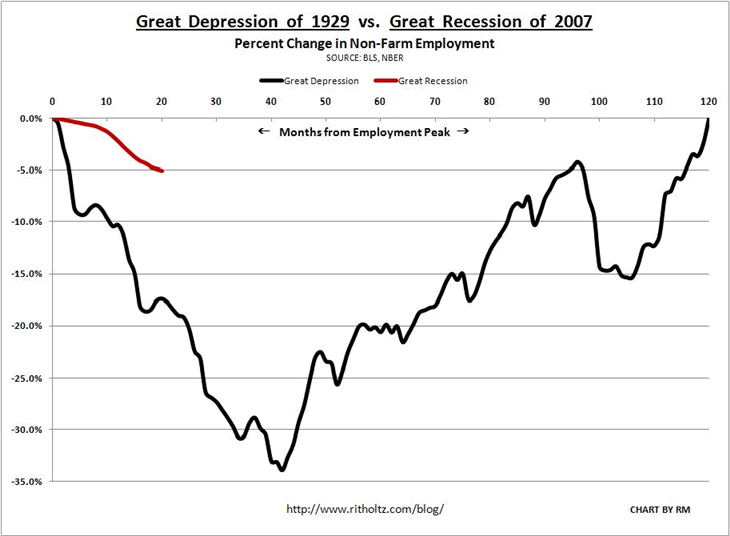 Great Depression of 1929 vs. Great Recession of 2007
Percent Change in Non-Farm Employment
SOURCE: BLS, NBER
Great Depression Great Recession
0 10 20 30 40 50 60 70 80 90 100 110 120
← Months from Employment Peak →
0.0%
-5.0%
-10.0%
-15.0%
-20.0%
-25.0%
-30.0%
-35.0%
http://www.ritholtz.com/blog/ CHART BY RM